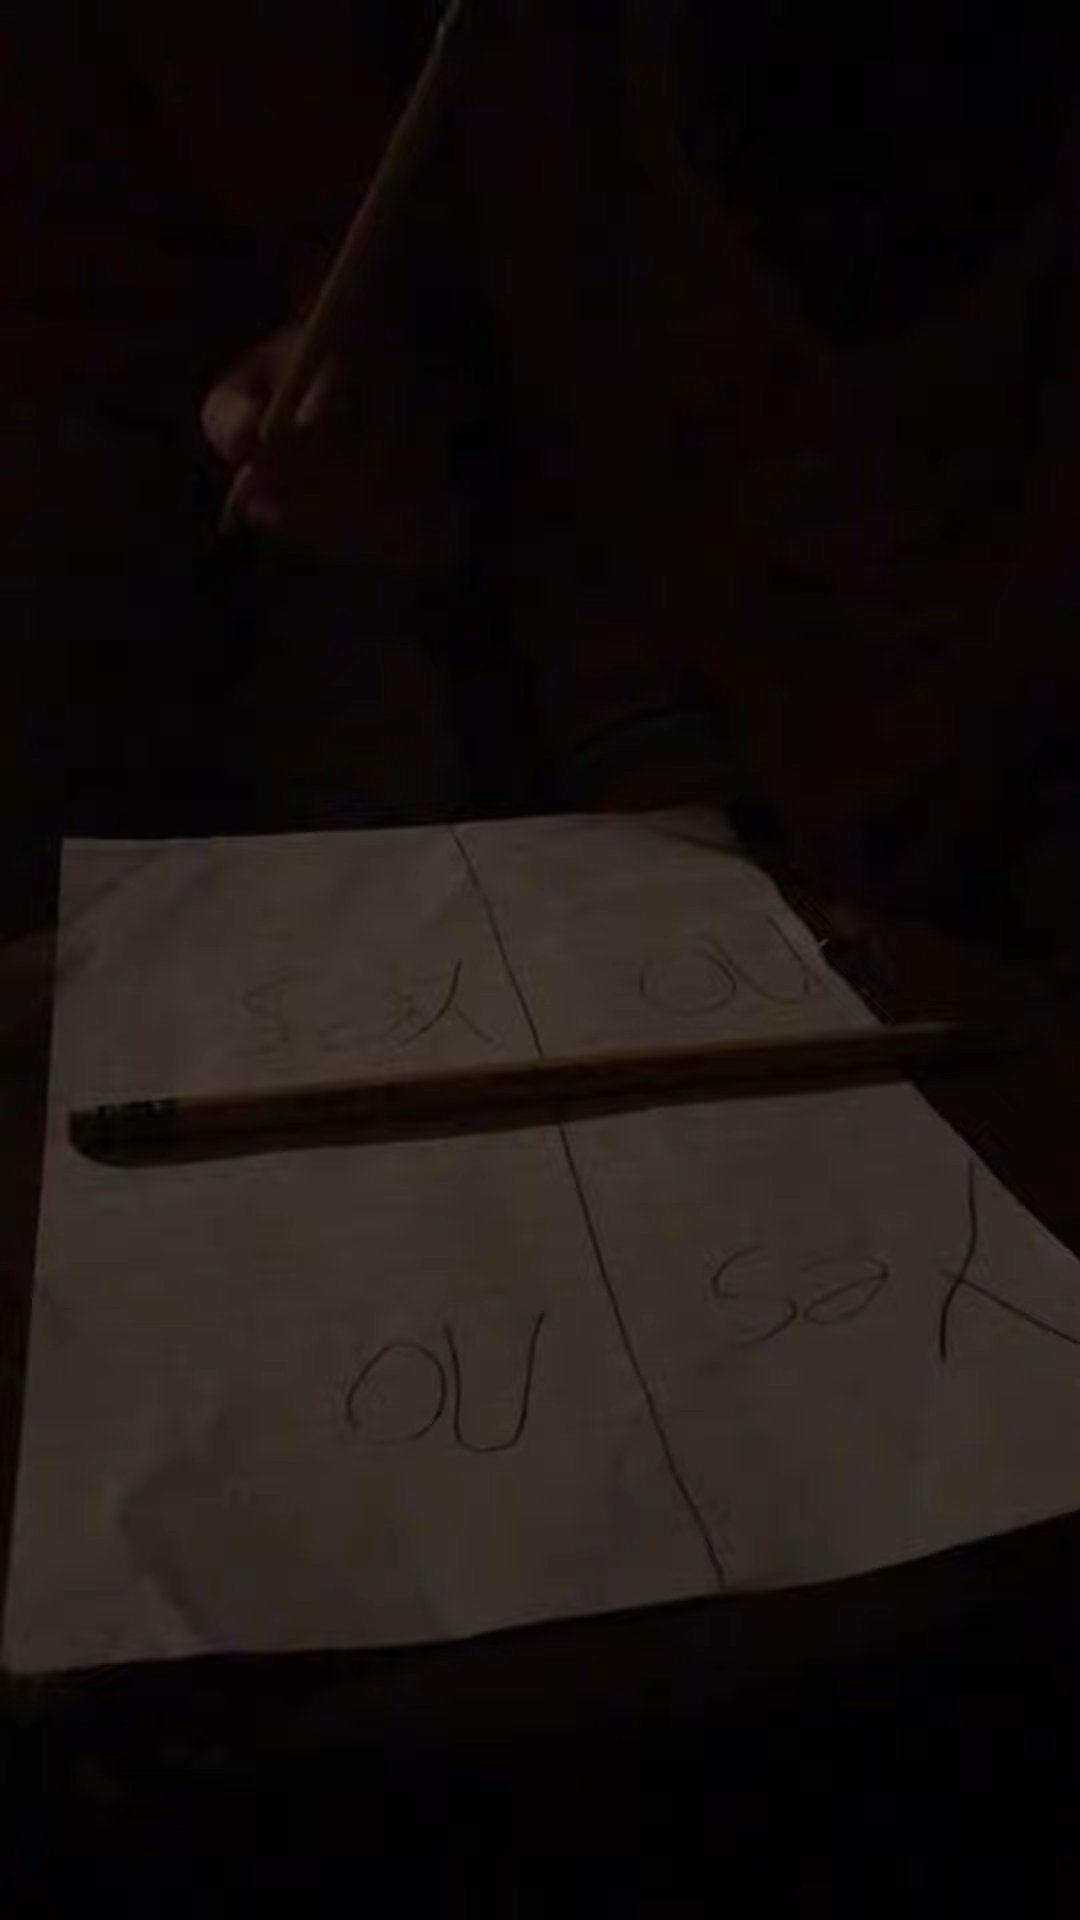 no Yes
Yes no